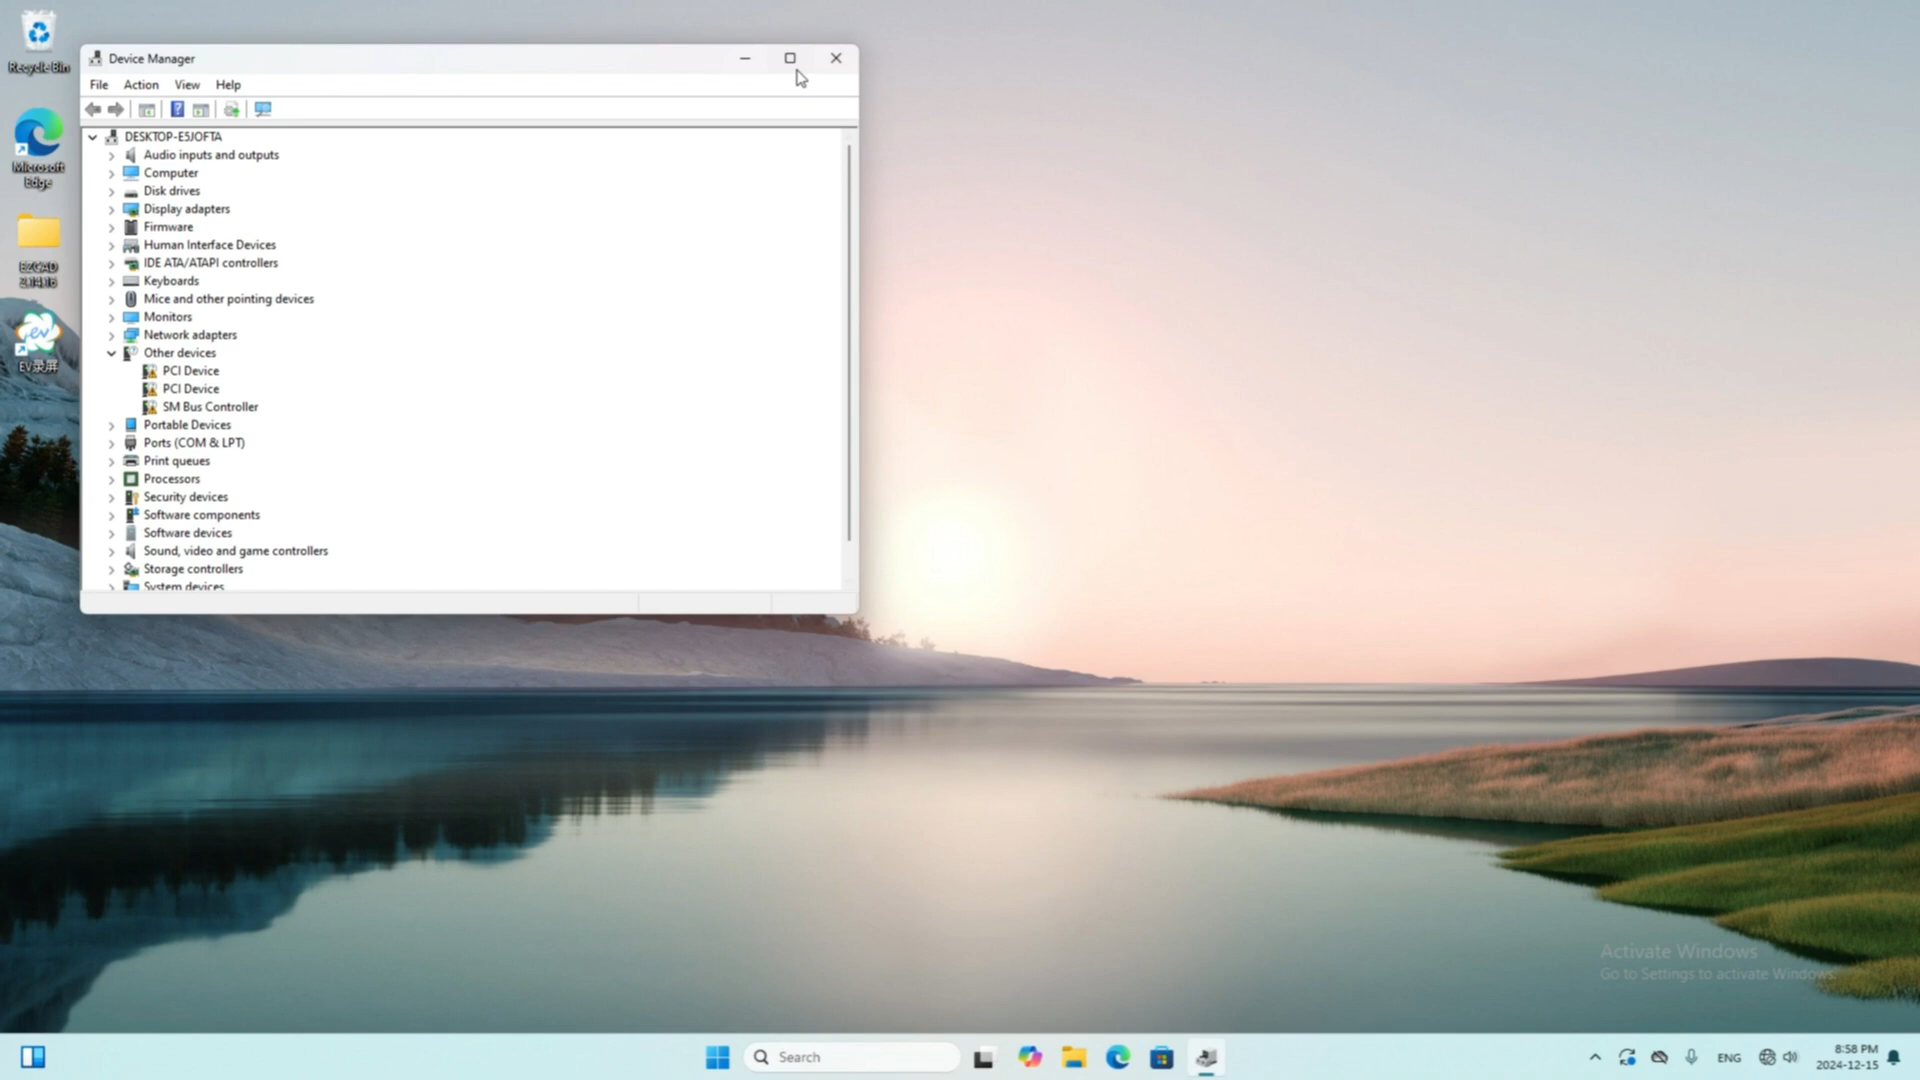 Recycle Bin
Microsoft
Edge
EZCAD
2.14.16
EV录屏
Device Manager
File Action View Help
DESKTOP-E5JOFTA
Audio inputs and outputs
Computer
Disk drives
Display adapters
Firmware
Human Interface Devices
IDE ATA/ATAPI controllers
Keyboards
Mice and other pointing devices
Monitors
Network adapters
Other devices
PCI Device
PCI Device
SM Bus Controller
Portable Devices
Ports (COM & LPT)
Print queues
Processors
Security devices
Software components
Software devices
Sound, video and game controllers
Storage controllers
System devices
Activate Windows
Go to Settings to activate Windows.
Search
ENG
8:58 PM
2024-12-15